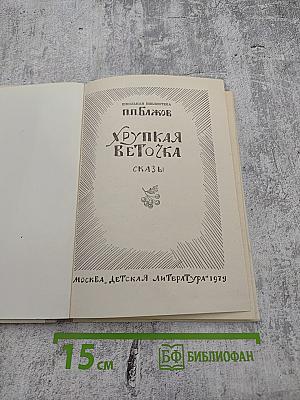 ШКОЛЬНАЯ БИБЛИОТЕКА
П.П.БАЖОВ
ХРУПКАЯ
ВЕТОЧКА
СКАЗЫ
МОСКВА „ДЕТСКАЯ ЛИТЕРАТУРА" 1979
15 см
БФ БИБЛИОФАН